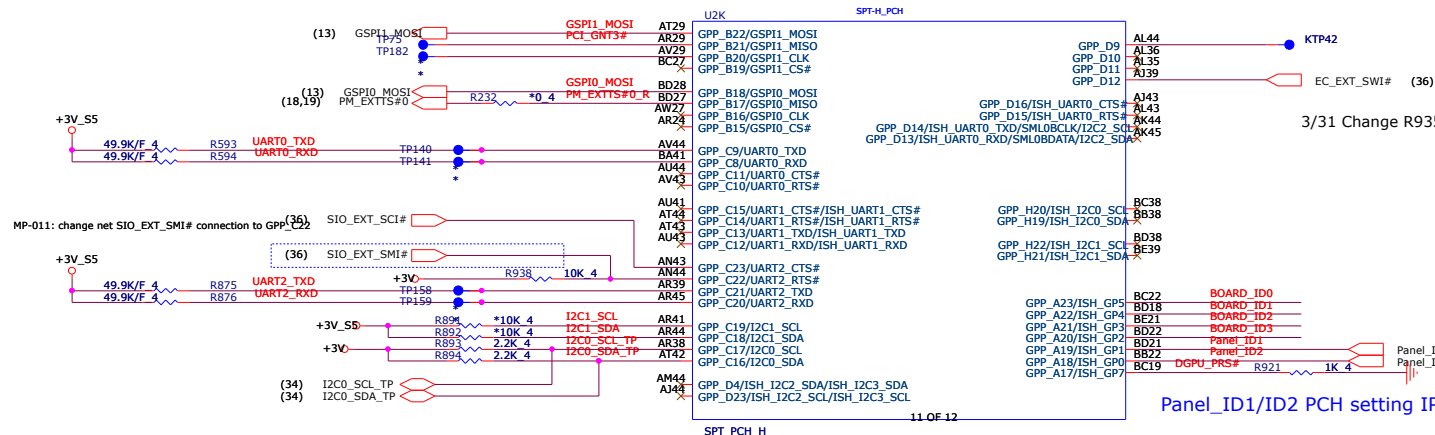 U2K
SPT-H_PCH
(13) GSPI1_MOSI GSPI1_MOSI AT29 GPP_B22/GSPI1_MOSI
TP75 PCI_GNT3# AR29 GPP_B21/GSPI1_MISO
TP182 AV29 GPP_B20/GSPI1_CLK
* BC27 GPP_B19/GSPI1_CS#
*
(13) GSPI0_MOSI GSPI0_MOSI BD28 GPP_B18/GSPI0_MOSI
(18,19) PM_EXTTS#0 R232 *0_4 PM_EXTTS#0_R BD27 GPP_B17/GSPI0_MISO
AW27 GPP_B16/GSPI0_CLK
AR24 GPP_B15/GSPI0_CS#
+3V_S5
49.9K/F_4 R593 UART0_TXD TP140 AV44 GPP_C9/UART0_TXD
49.9K/F_4 R594 UART0_RXD TP141 BA41 GPP_C8/UART0_RXD
* AU44 GPP_C11/UART0_CTS#
* AV43 GPP_C10/UART0_RTS#
AU41 GPP_C15/UART1_CTS#/ISH_UART1_CTS#
AT44 GPP_C14/UART1_RTS#/ISH_UART1_RTS#
AT43 GPP_C13/UART1_TXD/ISH_UART1_TXD
AU43 GPP_C12/UART1_RXD/ISH_UART1_RXD
(36) SIO_EXT_SCI#
MP-011: change net SIO_EXT_SMI# connection to GPP_C22
(36) SIO_EXT_SMI#
AN43 GPP_C23/UART2_CTS#
+3V R938 10K_4 AN44 GPP_C22/UART2_RTS#
+3V_S5
49.9K/F_4 R875 UART2_TXD TP158 AR39 GPP_C21/UART2_TXD
49.9K/F_4 R876 UART2_RXD TP159 AR45 GPP_C20/UART2_RXD
*
*
+3V_S5 R891 *10K_4 I2C1_SCL AR41 GPP_C19/I2C1_SCL
R892 *10K_4 I2C1_SDA AR44 GPP_C18/I2C1_SDA
+3V R893 2.2K_4 I2C0_SCL_TP AR38 GPP_C17/I2C0_SCL
R894 2.2K_4 I2C0_SDA_TP AT42 GPP_C16/I2C0_SDA
(34) I2C0_SCL_TP AM44 GPP_D4/ISH_I2C2_SDA/ISH_I2C3_SDA
(34) I2C0_SDA_TP AJ44 GPP_D23/ISH_I2C2_SCL/ISH_I2C3_SCL
GPP_D9 AL44 KTP42
GPP_D10 AL36
GPP_D11 AL35
GPP_D12 AJ39 EC_EXT_SWI# (36)
GPP_D16/ISH_UART0_CTS# AJ43
GPP_D15/ISH_UART0_RTS# AL43
GPP_D14/ISH_UART0_TXD/SML0BCLK/I2C2_SCL AK44
GPP_D13/ISH_UART0_RXD/SML0BDATA/I2C2_SDA AK45
3/31 Change R935
GPP_H20/ISH_I2C0_SCL BC38
GPP_H19/ISH_I2C0_SDA BB38
GPP_H22/ISH_I2C1_SCL BD38
GPP_H21/ISH_I2C1_SDA BE39
GPP_A23/ISH_GP5 BC22 BOARD_ID0
GPP_A22/ISH_GP4 BD18 BOARD_ID1
GPP_A21/ISH_GP3 BE21 BOARD_ID2
GPP_A20/ISH_GP2 BD22 BOARD_ID3
GPP_A19/ISH_GP1 BD21 Panel_ID1
GPP_A18/ISH_GP0 BB22 Panel_ID2
GPP_A17/ISH_GP7 BC19 DGPU_PRS# R921 1K_4
11 OF 12
SPT_PCH_H
Panel_ID1/ID2 PCH setting